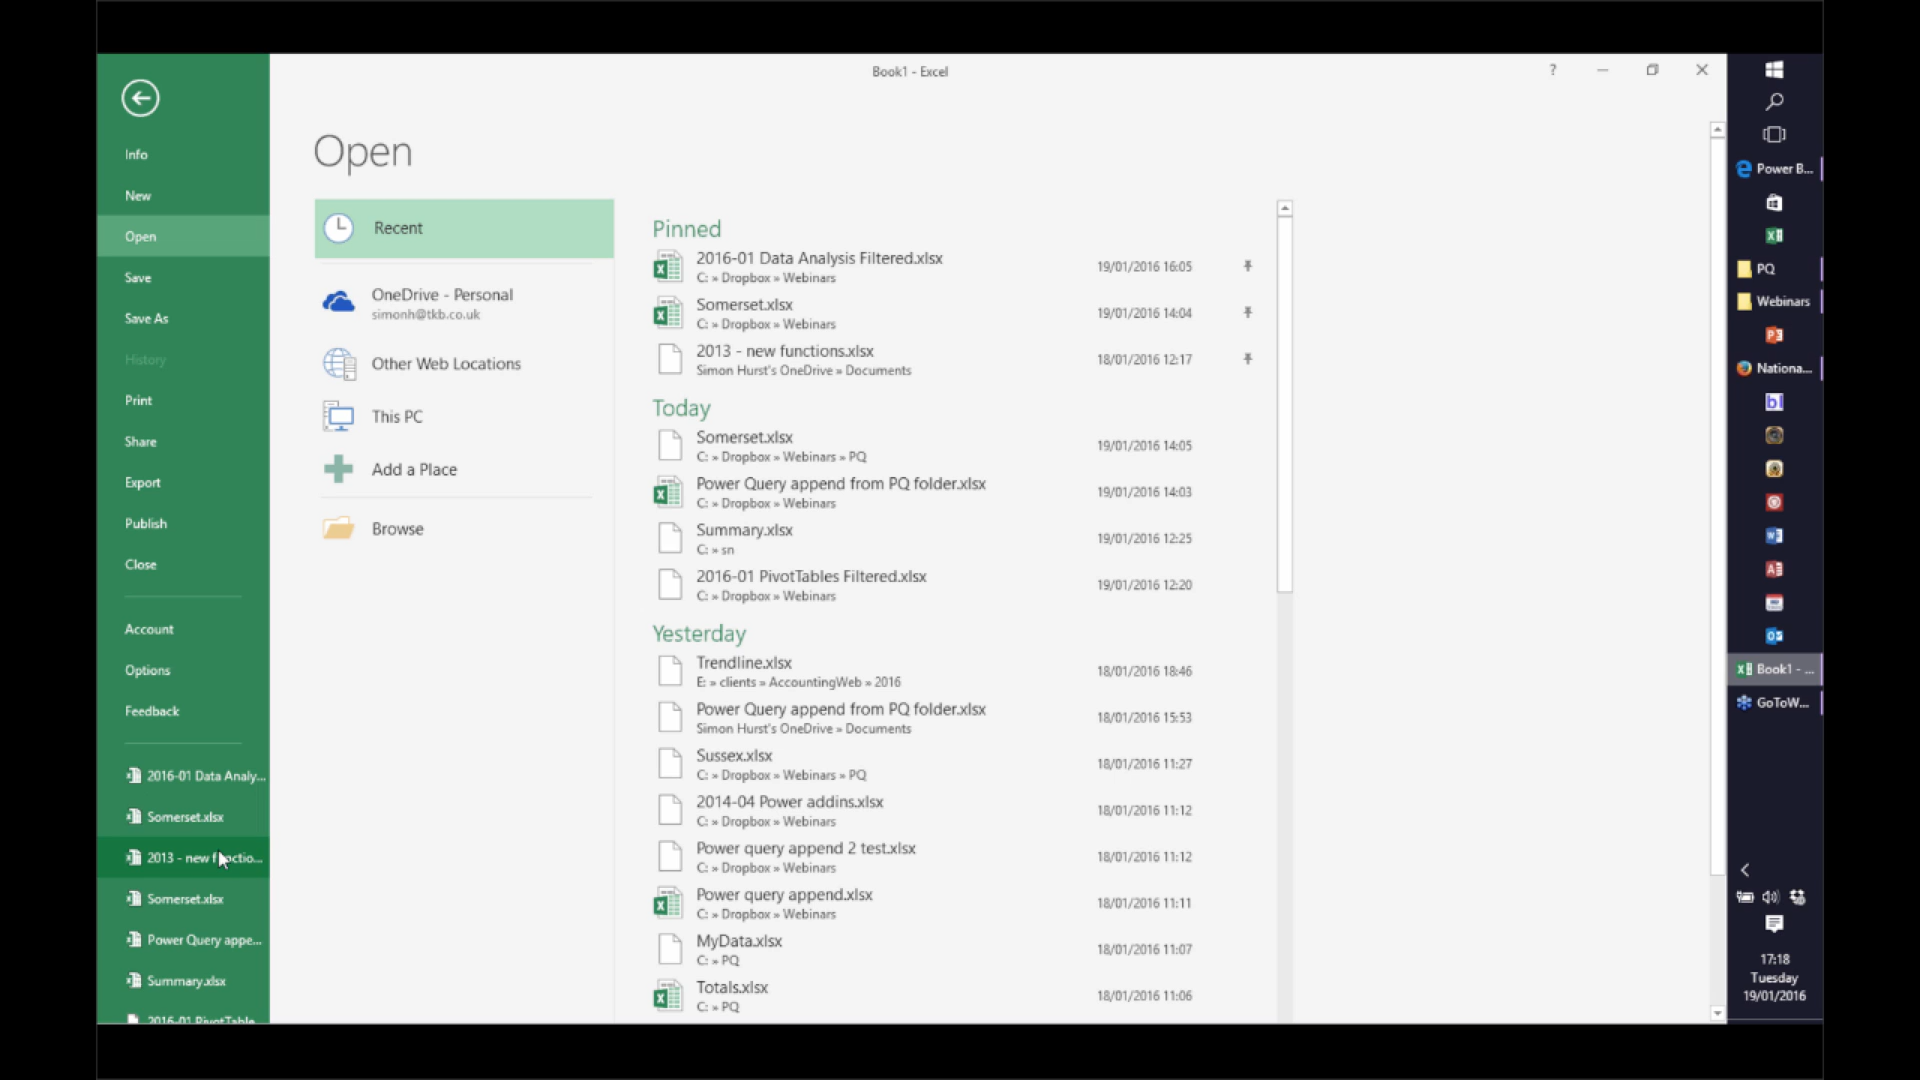 Book1 - Excel
?
Info
New
Open
Save
Save As
History
Print
Share
Export
Publish
Close
Account
Options
Feedback
2016-01 Data Analy...
Somerset.xlsx
2013 - new
Somerset.xlsx
Power Query appe...
Summary.xlsx
2016-01 PivotTable
Open
Recent
OneDrive - Personal
simonh@tkb.co.uk
Other Web Locations
This PC
Add a Place
Browse
Pinned
2016-01 Data Analysis Filtered.xlsx 19/01/2016 16:05
C: » Dropbox » Webinars
Somerset.xlsx 19/01/2016 14:04
C: » Dropbox » Webinars
2013 - new functions.xlsx 18/01/2016 12:17
Simon Hurst's OneDrive » Documents
Today
Somerset.xlsx 19/01/2016 14:05
C: » Dropbox » Webinars » PQ
Power Query append from PQ folder.xlsx 19/01/2016 14:03
C: » Dropbox » Webinars
Summary.xlsx 19/01/2016 12:25
C: » sn
2016-01 PivotTables Filtered.xlsx 19/01/2016 12:20
C: » Dropbox » Webinars
Yesterday
Trendline.xlsx 18/01/2016 18:46
E: » clients » AccountingWeb » 2016
Power Query append from PQ folder.xlsx 18/01/2016 15:53
Simon Hurst's OneDrive » Documents
Sussex.xlsx 18/01/2016 11:27
C: » Dropbox » Webinars » PQ
2014-04 Power addins.xlsx 18/01/2016 11:12
C: » Dropbox » Webinars
Power query append 2 test.xlsx 18/01/2016 11:12
C: » Dropbox » Webinars
Power query append.xlsx 18/01/2016 11:11
C: » Dropbox » Webinars
MyData.xlsx 18/01/2016 11:07
C: » PQ
Totals.xlsx 18/01/2016 11:06
C: » PQ
Power B...
PQ
Webinars
Nationa...
bl
Book1 - ...
GoToW...
17:18
Tuesday
19/01/2016